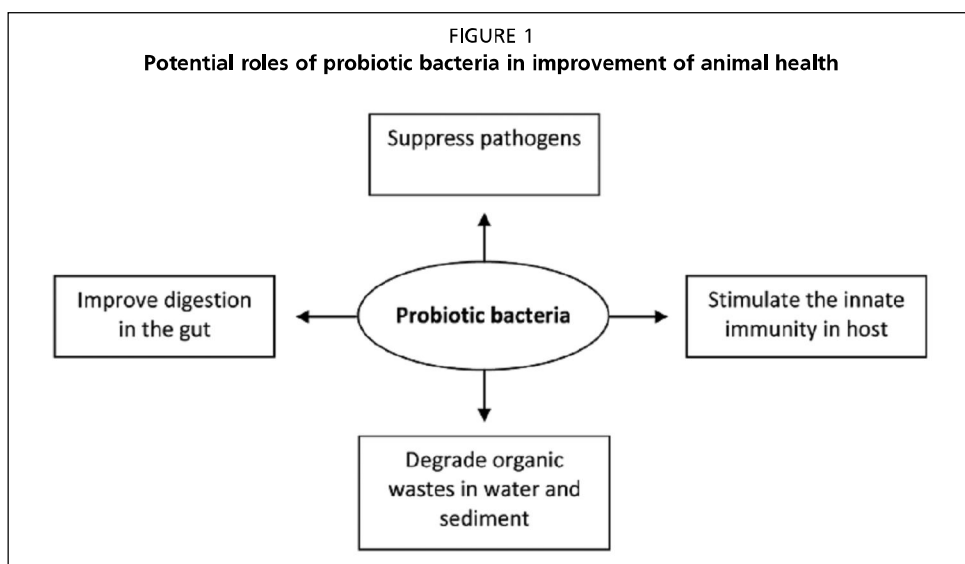 FIGURE 1
Potential roles of probiotic bacteria in improvement of animal health
Suppress pathogens
Improve digestion
in the gut
Probiotic bacteria
Stimulate the innate
immunity in host
Degrade organic
wastes in water and
sediment